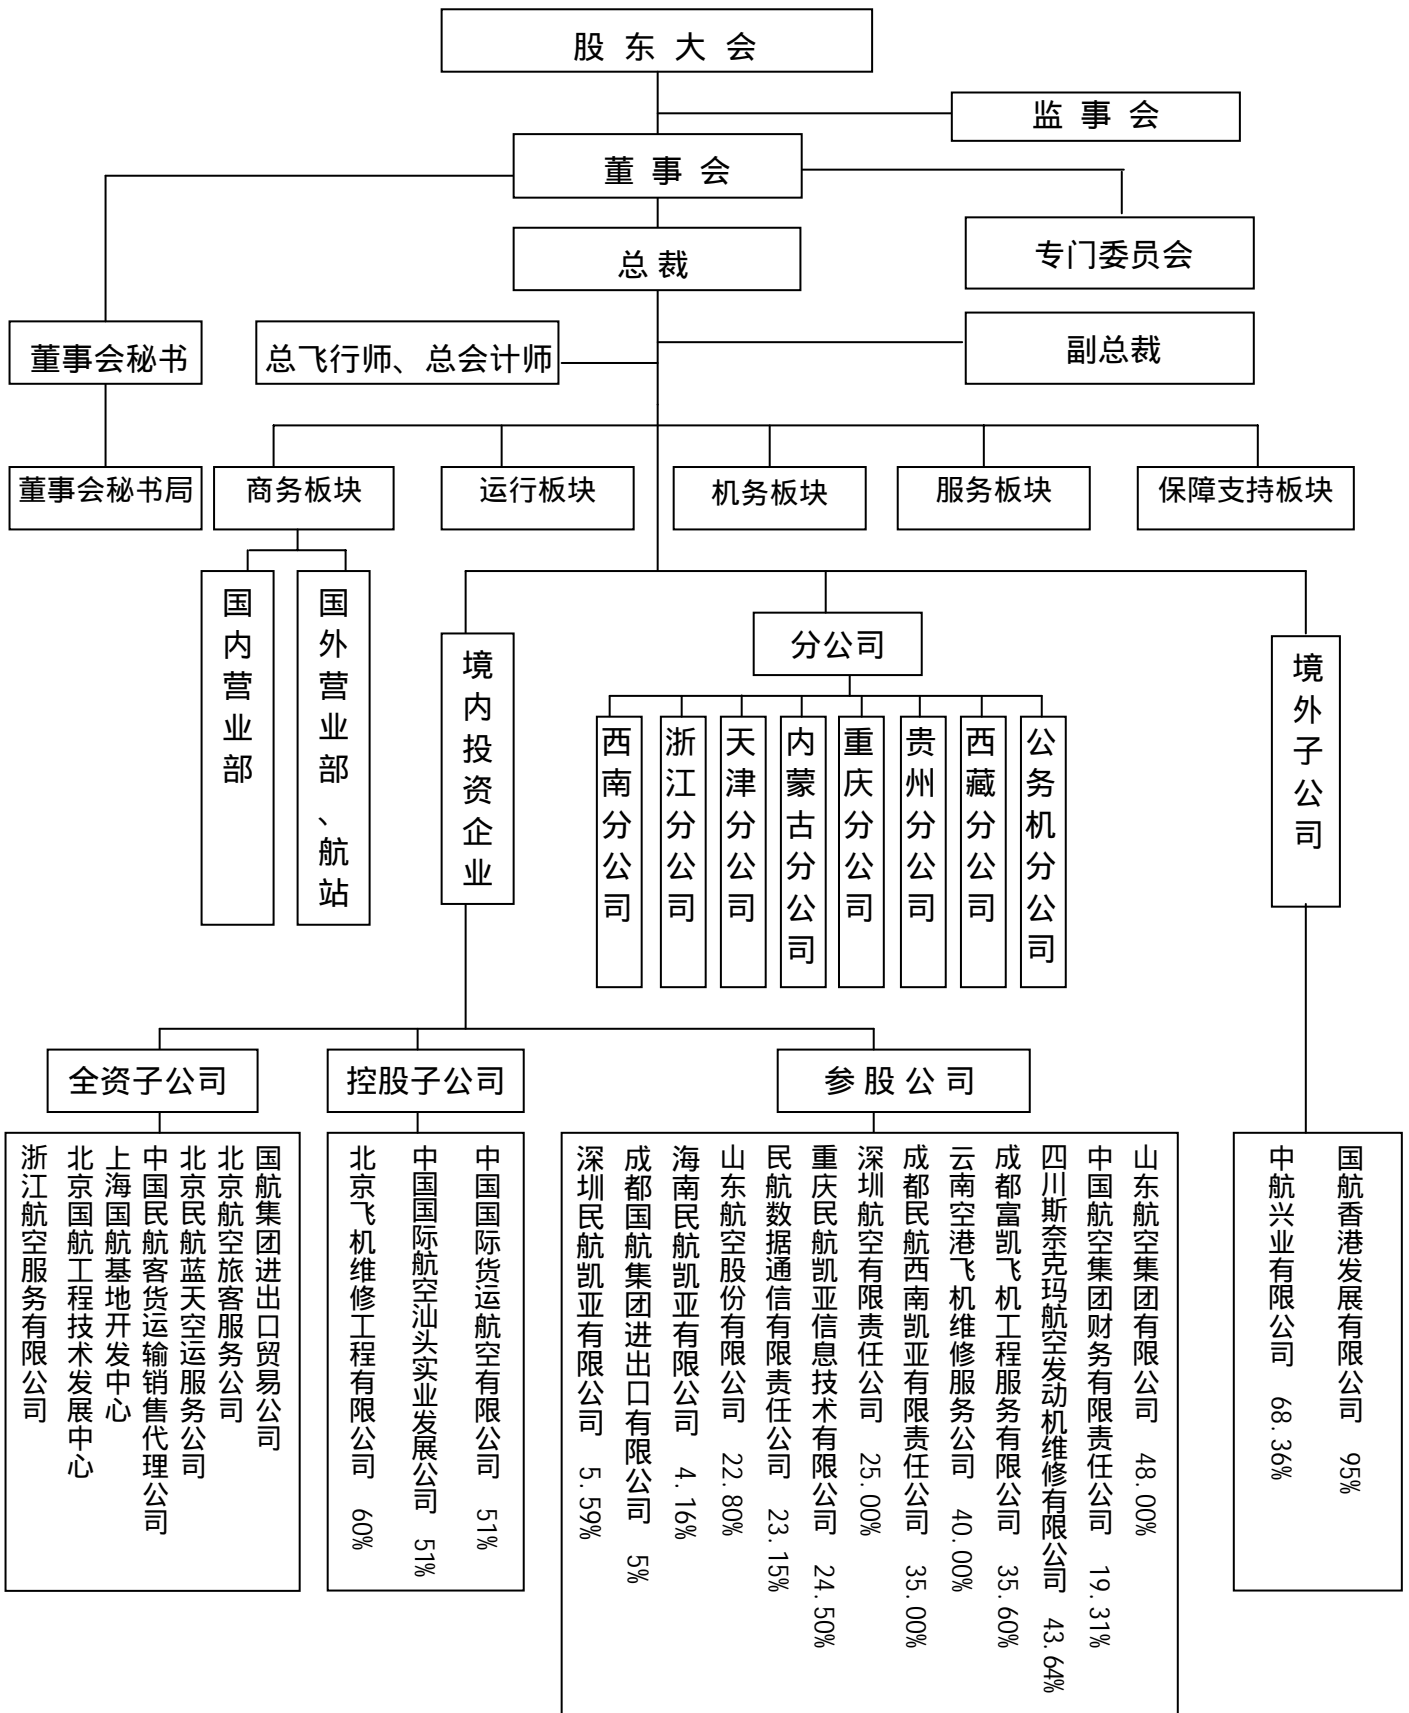 股 东 大 会
监 事 会
董 事 会
总 裁
专门委员会
董事会秘书
总飞行师、总会计师
副总裁
董事会秘书局
商务板块
运行板块
机务板块
服务板块
保障支持板块
国内营业部
国外营业部、航站
境内投资企业
分公司
境外子公司
西南分公司
浙江分公司
天津分公司
内蒙古分公司
重庆分公司
贵州分公司
西藏分公司
公务机分公司
全资子公司
控股子公司
参 股 公 司
浙江航空服务有限公司
北京国航工程技术发展中心
上海国航基地开发中心
中国民航客货运输销售代理公司
北京民航蓝天空运服务公司
北京航空旅客服务公司
国航集团进出口贸易公司
北京飞机维修工程有限公司 60%
中国国际航空汕头实业发展公司 51%
中国国际货运航空有限公司 51%
深圳民航凯亚有限公司 5.59%
成都国航集团进出口有限公司 5%
海南民航凯亚有限公司 4.16%
山东航空股份有限公司 22.80%
民航数据通信有限责任公司 23.15%
重庆民航凯亚信息技术有限公司 24.50%
深圳航空有限责任公司 25.00%
成都民航西南凯亚有限责任公司 35.00%
云南空港飞机维修服务公司 40.00%
成都富凯飞机工程服务有限公司 35.60%
四川斯奈克玛航空发动机维修有限公司 43.64%
中国航空集团财务有限责任公司 19.31%
山东航空集团有限公司 48.00%
中航兴业有限公司 68.36%
国航香港发展有限公司 95%